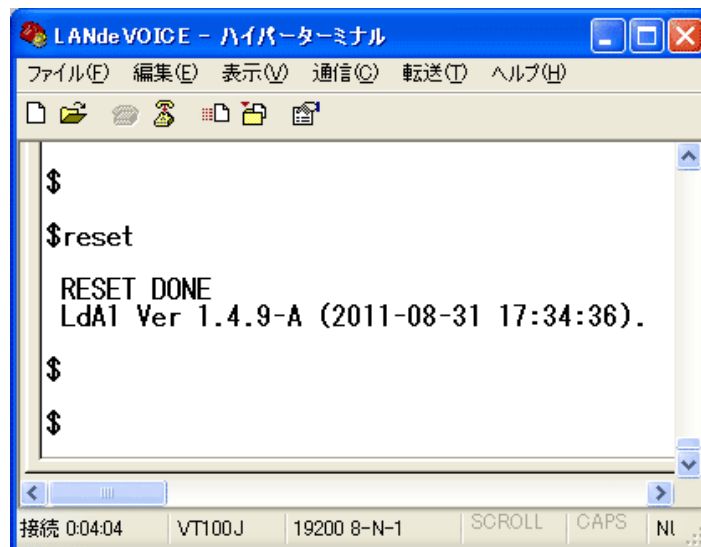 LANdeVOICE - ハイパーターミナル
ファイル(F) 編集(E) 表示(V) 通信(C) 転送(T) ヘルプ(H)
$
$reset
RESET DONE
LdA1 Ver 1.4.9-A (2011-08-31 17:34:36).
$
$
接続 0:04:04 VT100J 19200 8-N-1 SCROLL CAPS